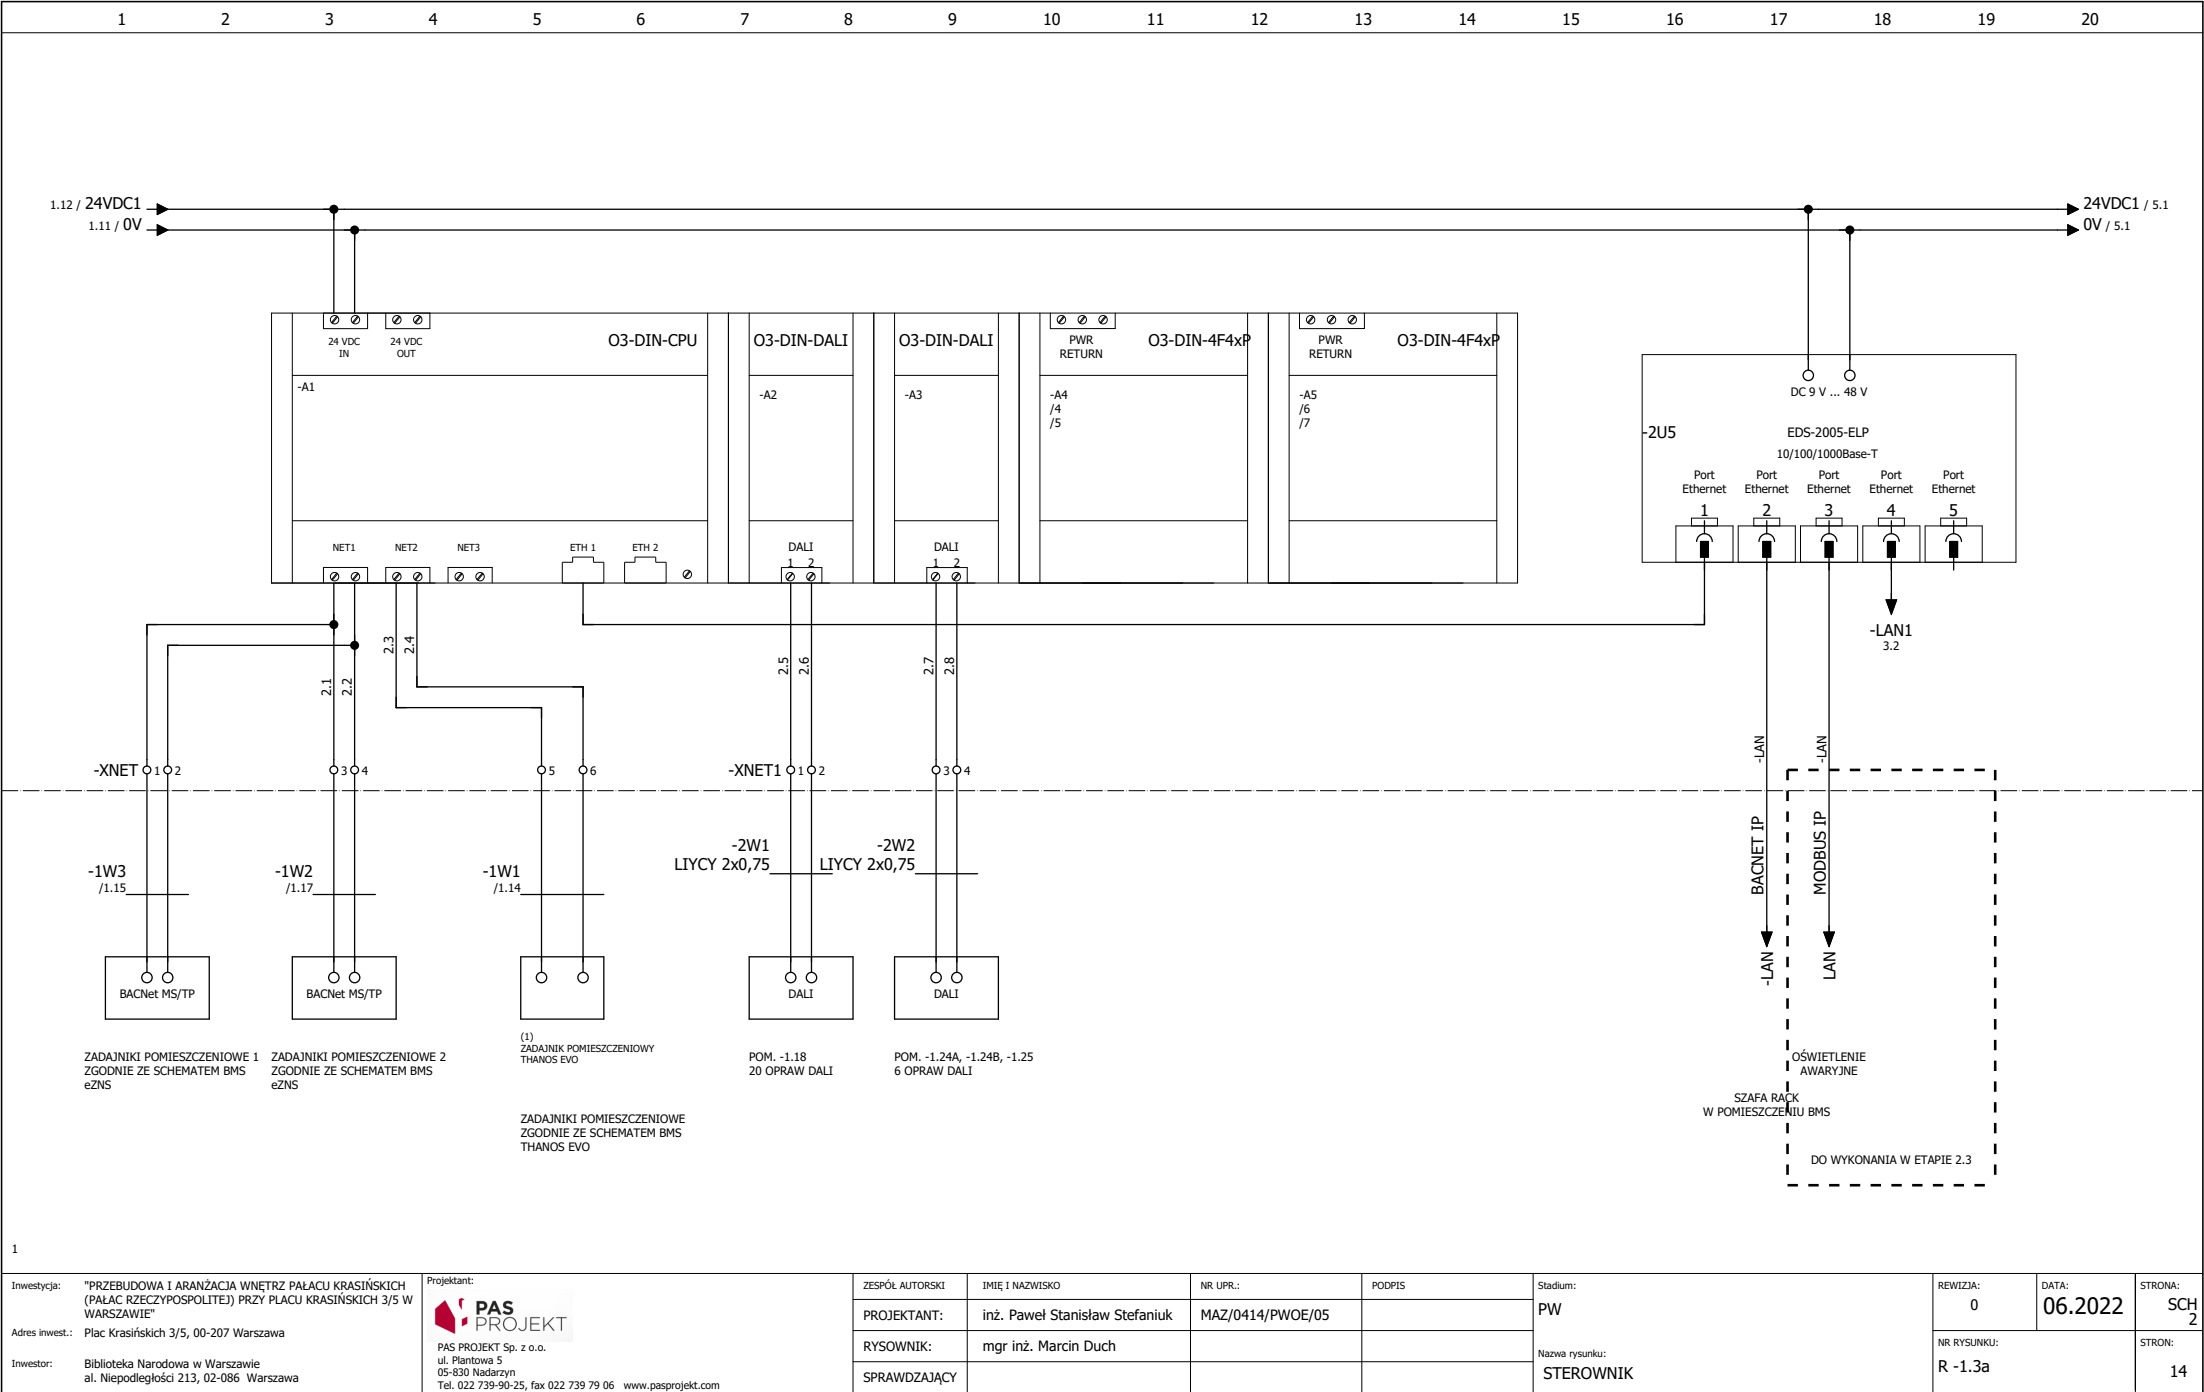 1 2 3 4 5 6 7 8 9 10 11 12 13 14 15 16 17 18 19 20
1.12 / 24VDC1
24VDC1 / 5.1
1.11 / 0V
0V / 5.1
24 VDC
IN
24 VDC
OUT
O3-DIN-CPU
O3-DIN-DALI
O3-DIN-DALI
PWR
RETURN
O3-DIN-4F4xP
PWR
RETURN
O3-DIN-4F4xP
-A1
-A2
-A3
-A4
/4
/5
-A5
/6
/7
DC 9 V ... 48 V
-2U5
EDS-2005-ELP
10/100/1000Base-T
Port
Ethernet
1
Port
Ethernet
2
Port
Ethernet
3
Port
Ethernet
4
Port
Ethernet
5
NET1
NET2
NET3
ETH 1
ETH 2
DALI
1 2
DALI
1 2
-LAN1
3.2
2.1
2.2
2.3
2.4
2.5
2.6
2.7
2.8
-LAN
-LAN
-XNET 1 2
3 4
5 6
-XNET1 1 2
3 4
BACNET IP
MODBUS IP
-1W3
/1.15
-1W2
/1.17
-1W1
/1.14
-2W1
LIYCY 2x0,75
-2W2
LIYCY 2x0,75
-LAN
LAN
BACNet MS/TP
BACNet MS/TP
DALI
DALI
ZADAJNIKI POMIESZCZENIOWE 1
ZGODNIE ZE SCHEMATEM BMS
eZNS
ZADAJNIKI POMIESZCZENIOWE 2
ZGODNIE ZE SCHEMATEM BMS
eZNS
(1)
ZADAJNIK POMIESZCZENIOWY
THANOS EVO
ZADAJNIKI POMIESZCZENIOWE
ZGODNIE ZE SCHEMATEM BMS
THANOS EVO
POM. -1.18
20 OPRAW DALI
POM. -1.24A, -1.24B, -1.25
6 OPRAW DALI
OŚWIETLENIE
AWARYJNE
SZAFA RACK
W POMIESZCZENIU BMS
DO WYKONANIA W ETAPIE 2.3
1
Inwestycja:
"PRZEBUDOWA I ARANŻACJA WNĘTRZ PAŁACU KRASIŃSKICH
(PAŁAC RZECZYPOSPOLITEJ) PRZY PLACU KRASIŃSKICH 3/5 W
WARSZAWIE"
Adres inwest.: Plac Krasińskich 3/5, 00-207 Warszawa
Inwestor: Biblioteka Narodowa w Warszawie
al. Niepodległości 213, 02-086 Warszawa
Projektant:
PAS
PROJEKT
PAS PROJEKT Sp. z o.o.
ul. Plantowa 5
05-830 Nadarzyn
Tel. 022 739-90-25, fax 022 739 79 06 www.pasprojekt.com
ZESPÓŁ AUTORSKI IMIĘ I NAZWISKO NR UPR.: PODPIS
PROJEKTANT: inż. Paweł Stanisław Stefaniuk MAZ/0414/PWOE/05
RYSOWNIK: mgr inż. Marcin Duch
SPRAWDZAJĄCY
Stadium:
PW
Nazwa rysunku:
STEROWNIK
REWIZJA:
0
DATA:
06.2022
STRONA:
SCH
2
NR RYSUNKU:
R -1.3a
STRON:
14